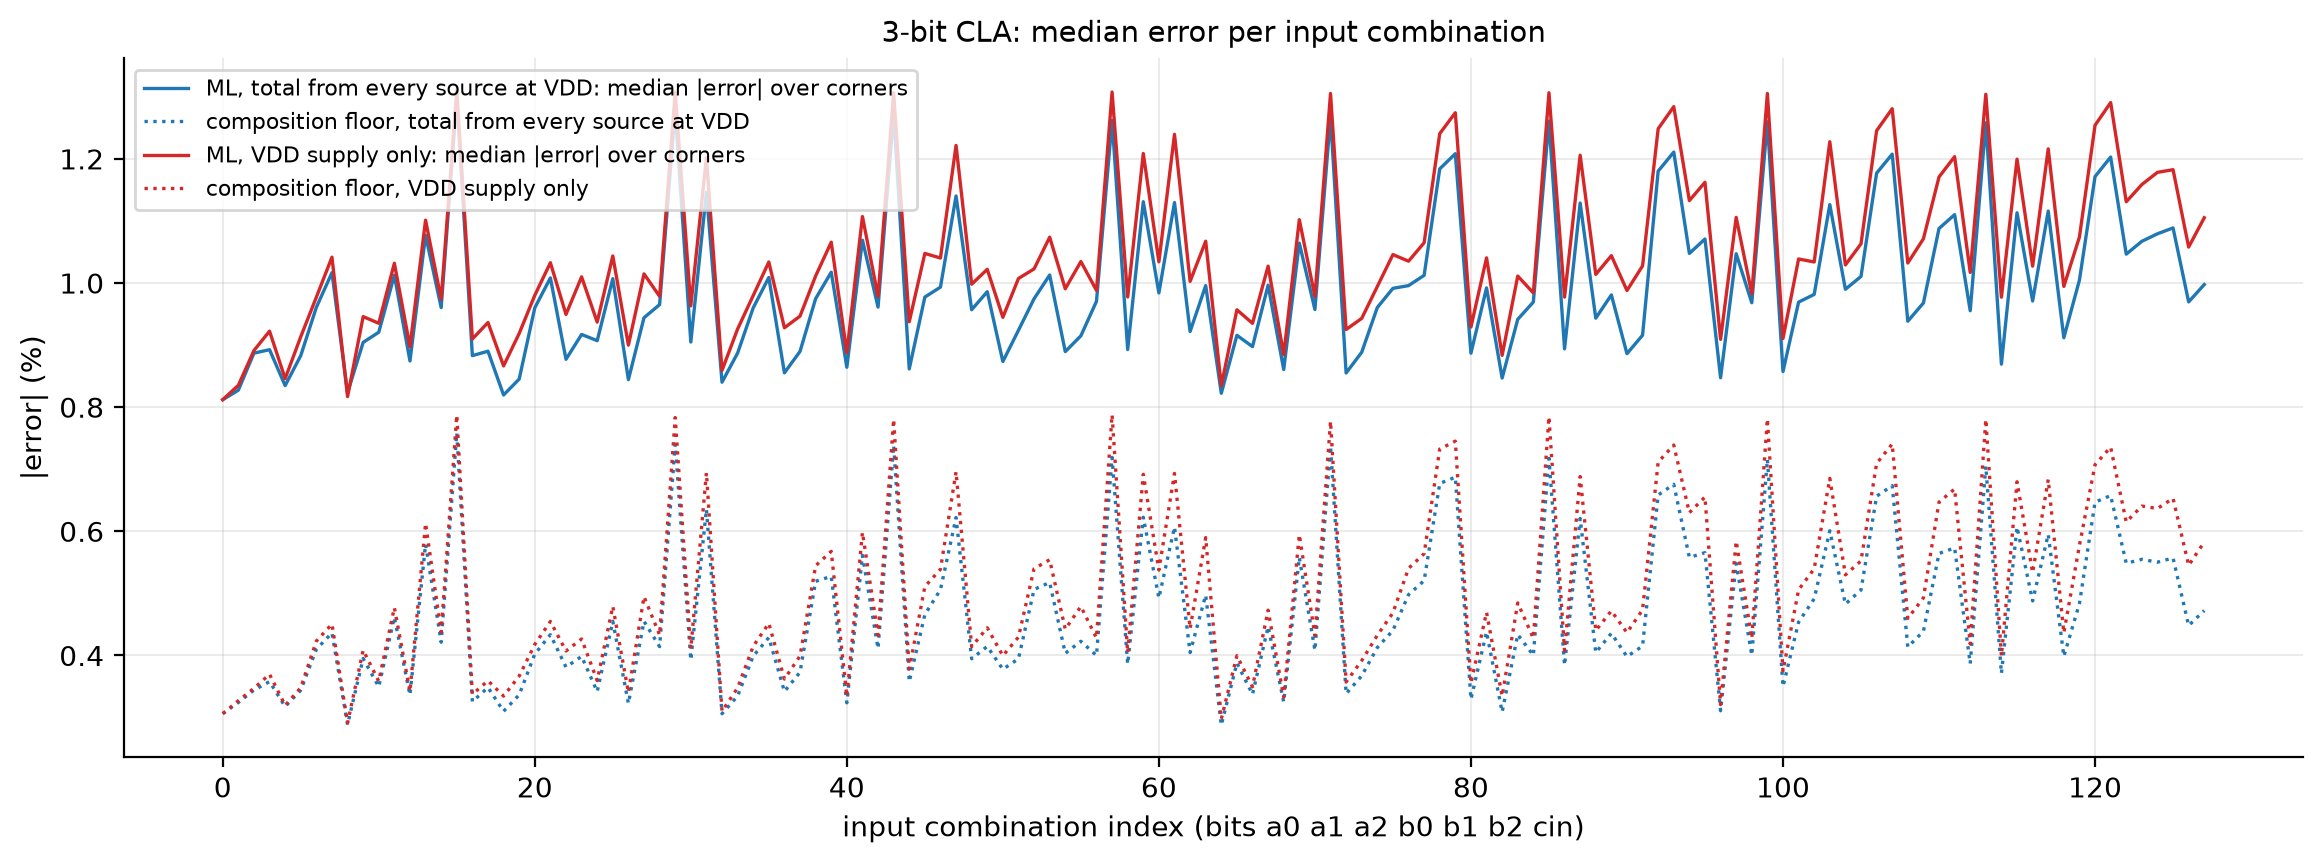 3-bit CLA: median error per input combination
ML, total from every source at VDD: median |error| over corners
composition floor, total from every source at VDD
ML, VDD supply only: median |error| over corners
composition floor, VDD supply only
|error| (%)
1.2
1.0
0.8
0.6
0.4
0 20 40 60 80 100 120
input combination index (bits a0 a1 a2 b0 b1 b2 cin)